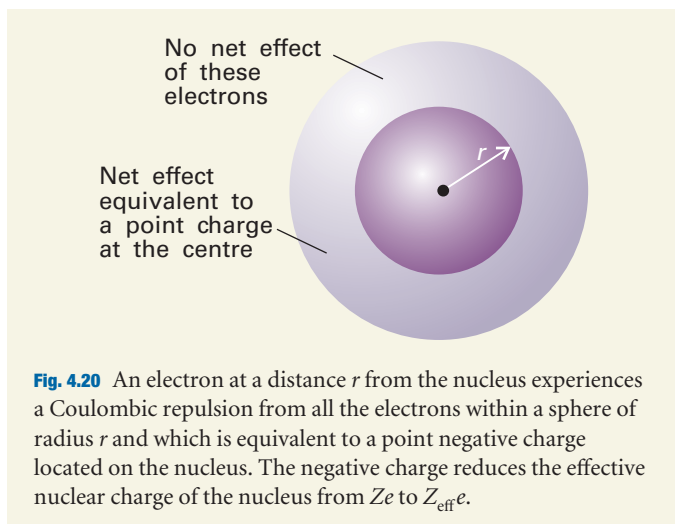 No net effect
of these
electrons
r
Net effect
equivalent to
a point charge
at the centre
Fig. 4.20 An electron at a distance r from the nucleus experiences
a Coulombic repulsion from all the electrons within a sphere of
radius r and which is equivalent to a point negative charge
located on the nucleus. The negative charge reduces the effective
nuclear charge of the nucleus from Ze to Z_eff e.